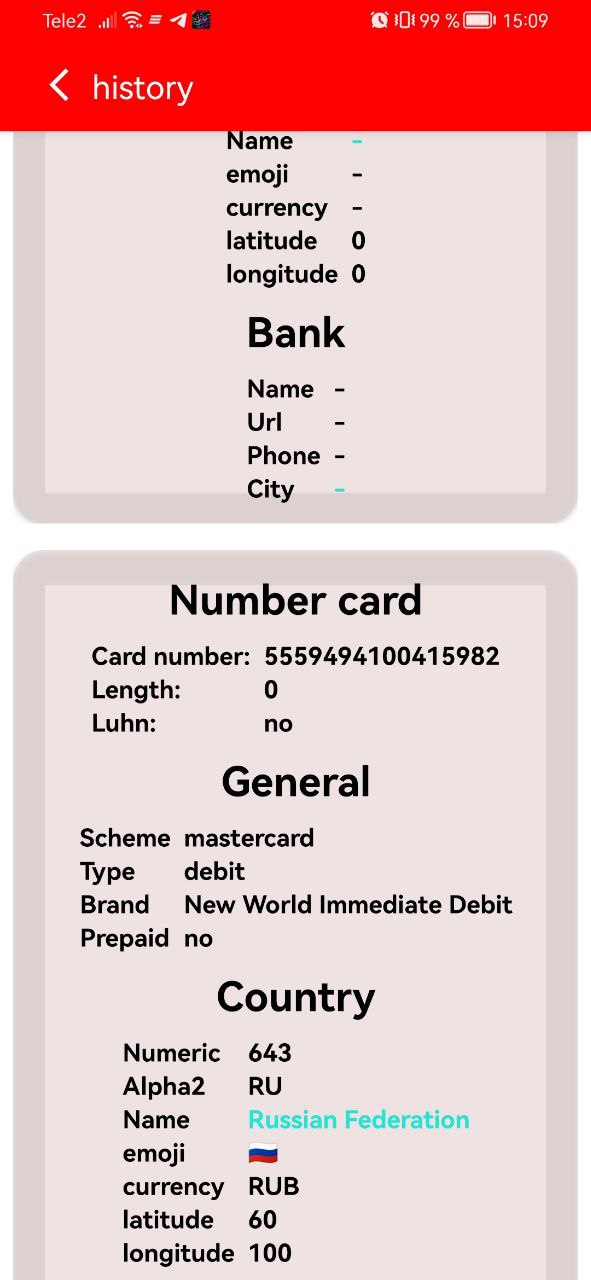 Tele2 99 % 15:09
history
Name -
emoji -
currency -
latitude 0
longitude 0
Bank
Name -
Url -
Phone -
City -
Number card
Card number: 5559494100415982
Length: 0
Luhn: no
General
Scheme mastercard
Type debit
Brand New World Immediate Debit
Prepaid no
Country
Numeric 643
Alpha2 RU
Name Russian Federation
emoji 🇷🇺
currency RUB
latitude 60
longitude 100